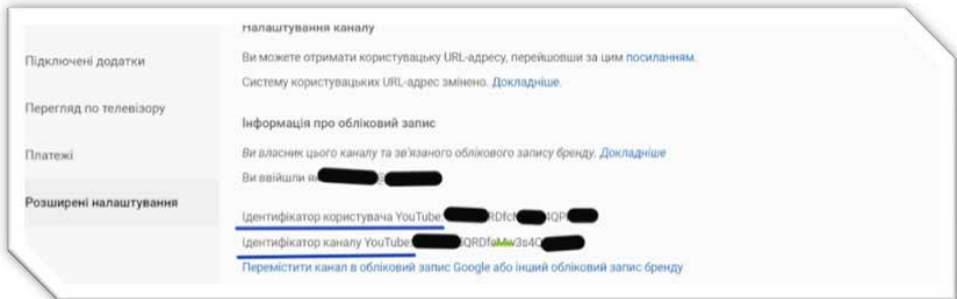 Налаштування каналу
Підключені додатки
Ви можете отримати користувацьку URL-адресу, перейшовши за цим посиланням.
Систему користувацьких URL-адрес змінено. Докладніше.
Перегляд по телевізору
Інформація про обліковий запис
Платежі
Ви власник цього каналу та зв'язаного облікового запису бренду. Докладніше
Ви ввійшли як
Розширені налаштування
Ідентифікатор користувача YouTube:
Ідентифікатор каналу YouTube:
Перемістити канал в обліковий запис Google або інший обліковий запис бренду